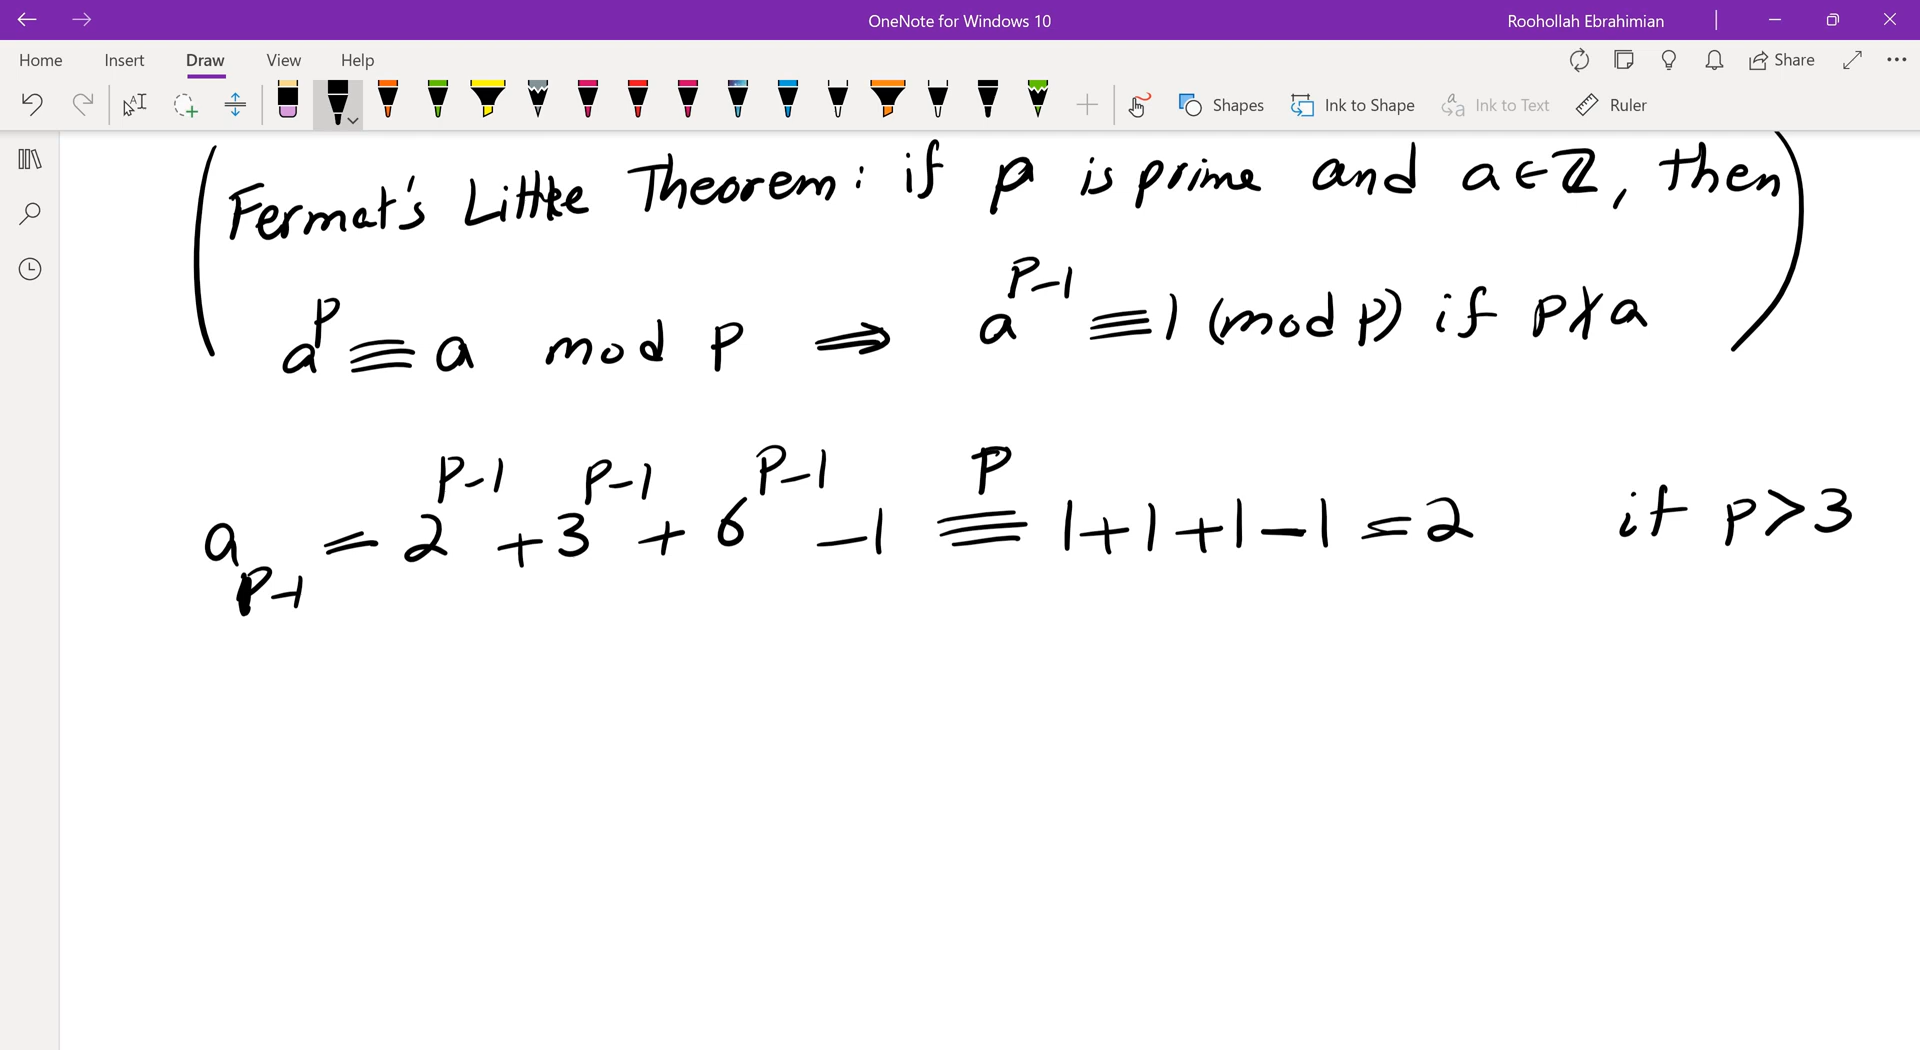 OneNote for Windows 10
Roohollah Ebrahimian
Home Insert Draw View Help
Share
Shapes Ink to Shape Ink to Text Ruler
(Fermat's Little Theorem: if p is prime and a∈ℤ, then
a^p ≡ a mod p ⇒ a^(p-1) ≡ 1 (mod p) if p∤a)
a_(p-1) = 2^(p-1) + 3^(p-1) + 6^(p-1) - 1 ≡^p 1+1+1-1 = 2 if p>3